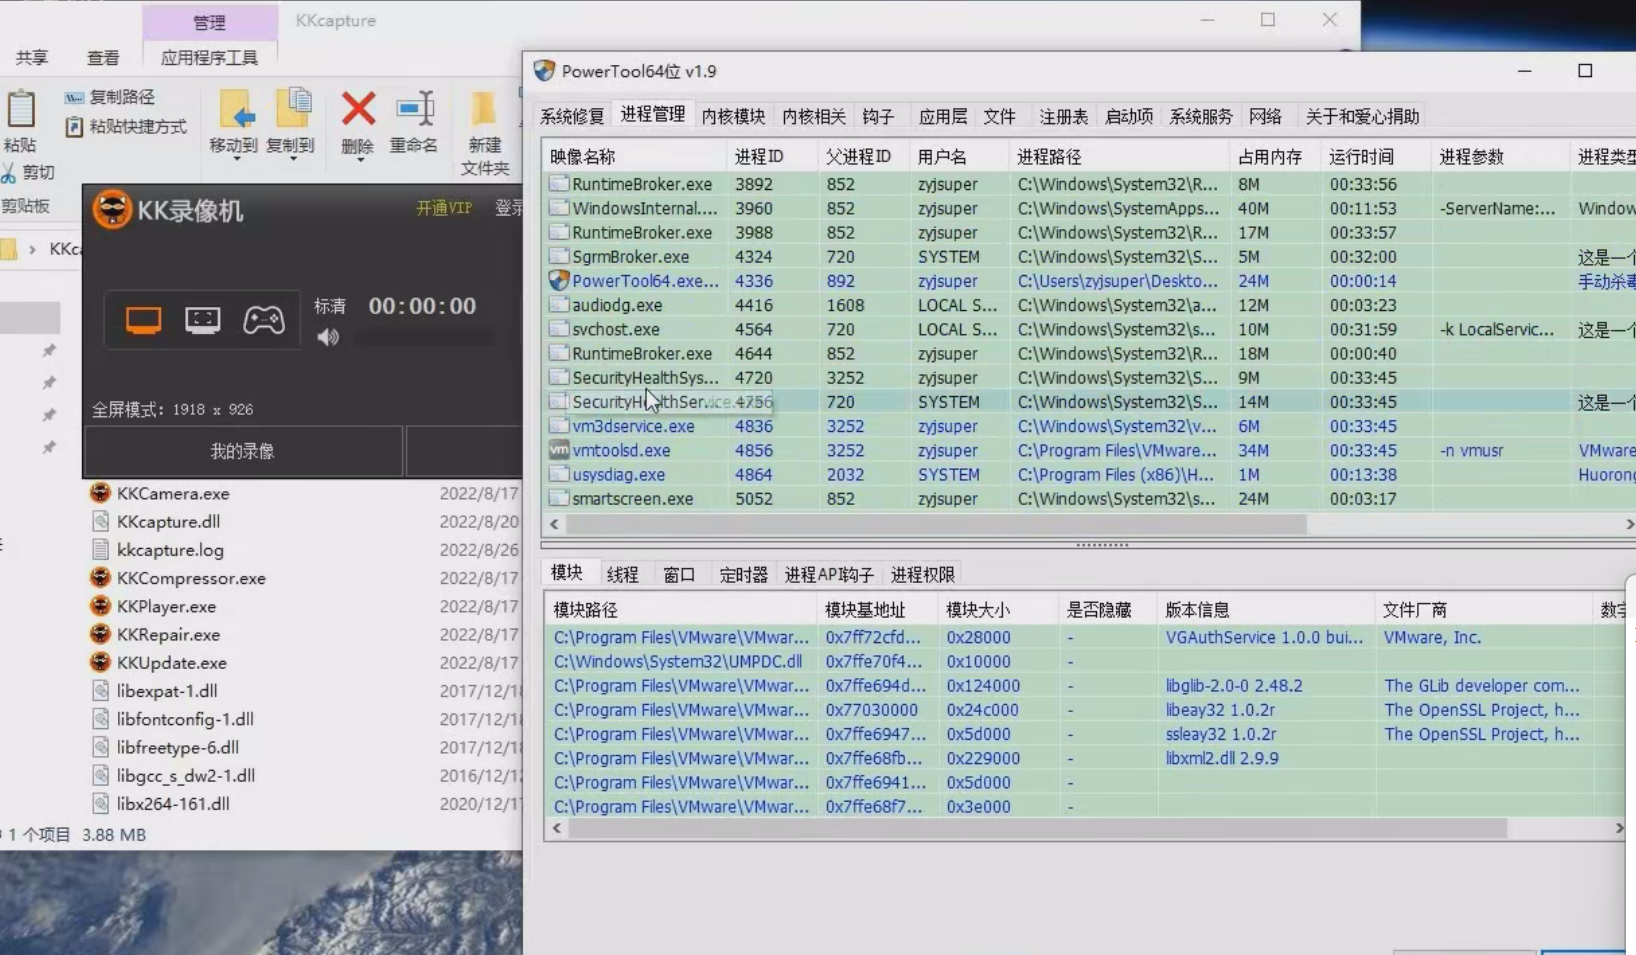 管理
KKcapture
共享
查看
应用程序工具
复制路径
粘贴快捷方式
粘贴
剪切
移动到
复制到
删除
重命名
新建
文件夹
剪贴板
KKca
KK录像机
开通VIP
登录
标清
00:00:00
全屏模式: 1918 x 926
我的录像
KKCamera.exe 2022/8/17
KKcapture.dll 2022/8/20
kkcapture.log 2022/8/26
KKCompressor.exe 2022/8/17
KKPlayer.exe 2022/8/17
KKRepair.exe 2022/8/17
KKUpdate.exe 2022/8/17
libexpat-1.dll 2017/12/1
libfontconfig-1.dll 2017/12/1
libfreetype-6.dll 2017/12/1
libgcc_s_dw2-1.dll 2016/12/1
libx264-161.dll 2020/12/1
1 个项目 3.88 MB
PowerTool64位 v1.9
系统修复 进程管理 内核模块 内核相关 钩子 应用层 文件 注册表 启动项 系统服务 网络 关于和爱心捐助
映像名称 进程ID 父进程ID 用户名 进程路径 占用内存 运行时间 进程参数 进程类型
RuntimeBroker.exe 3892 852 zyjsuper C:\Windows\System32\R... 8M 00:33:56
WindowsInternal.... 3960 852 zyjsuper C:\Windows\SystemApps... 40M 00:11:53 -ServerName:... Window
RuntimeBroker.exe 3988 852 zyjsuper C:\Windows\System32\R... 17M 00:33:57
SgrmBroker.exe 4324 720 SYSTEM C:\Windows\System32\S... 5M 00:32:00 这是一个
PowerTool64.exe... 4336 892 zyjsuper C:\Users\zyjsuper\Deskto... 24M 00:00:14 手动杀毒
audiodg.exe 4416 1608 LOCAL S... C:\Windows\System32\a... 12M 00:03:23
svchost.exe 4564 720 LOCAL S... C:\Windows\System32\s... 10M 00:31:59 -k LocalServic... 这是一个
RuntimeBroker.exe 4644 852 zyjsuper C:\Windows\System32\R... 18M 00:00:40
SecurityHealthSys... 4720 3252 zyjsuper C:\Windows\System32\S... 9M 00:33:45
SecurityHealthSer... 4756 720 SYSTEM C:\Windows\System32\S... 14M 00:33:45 这是一个
vm3dservice.exe 4836 3252 zyjsuper C:\Windows\System32\v... 6M 00:33:45
vm vmtoolsd.exe 4856 3252 zyjsuper C:\Program Files\VMware... 34M 00:33:45 -n vmusr VMware
usysdiag.exe 4864 2032 SYSTEM C:\Program Files (x86)\H... 1M 00:13:38 Huorong
smartscreen.exe 5052 852 zyjsuper C:\Windows\System32\s... 24M 00:03:17
模块 线程 窗口 定时器 进程API钩子 进程权限
模块路径 模块基地址 模块大小 是否隐藏 版本信息 文件厂商 数字
C:\Program Files\VMware\VMwar... 0x7ff72cfd... 0x28000 - VGAuthService 1.0.0 bui... VMware, Inc.
C:\Windows\System32\UMPDC.dll 0x7ffe70f4... 0x10000 -
C:\Program Files\VMware\VMwar... 0x7ffe694d... 0x124000 - libglib-2.0-0 2.48.2 The GLib developer com...
C:\Program Files\VMware\VMwar... 0x77030000 0x24c000 - libeay32 1.0.2r The OpenSSL Project, h...
C:\Program Files\VMware\VMwar... 0x7ffe6947... 0x5d000 - ssleay32 1.0.2r The OpenSSL Project, h...
C:\Program Files\VMware\VMwar... 0x7ffe68fb... 0x229000 - libxml2.dll 2.9.9
C:\Program Files\VMware\VMwar... 0x7ffe6941... 0x5d000 -
C:\Program Files\VMware\VMwar... 0x7ffe68f7... 0x3e000 -